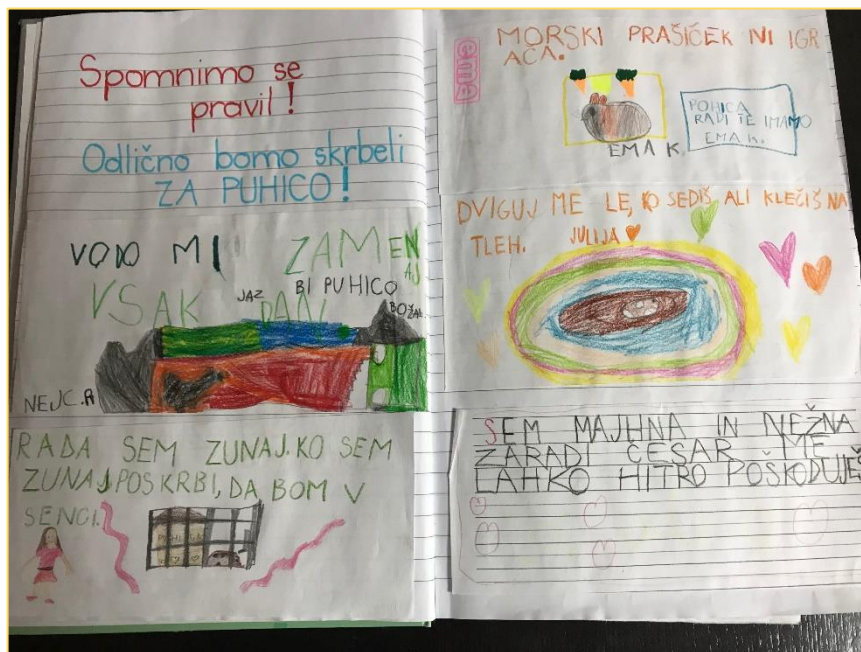 Spomnimo se
pravil!
Odlično bomo skrbeli
ZA PUHICO!
VODO MI ZAMENJAJ
VSAK DAN
JAZ BI PUHICO
BOŽAL
NEJC.A
RADA SEM ZUNAJ.KO SEM
ZUNAJ POSKRBI, DA BOM V
SENCI.
ema
MORSKI PRAŠIČEK NI IGR
AČA.
EMA K.
POHICA
RADI TE IMAMO
EMA K.
DVIGUJ ME LE, KO SEDIŠ ALI KLEČIŠ NA
TLEH. JULIJA
SEM MAJHNA IN NEŽNA
ZARADI ČESAR ME
LAHKO HITRO POŠKODUJEŠ